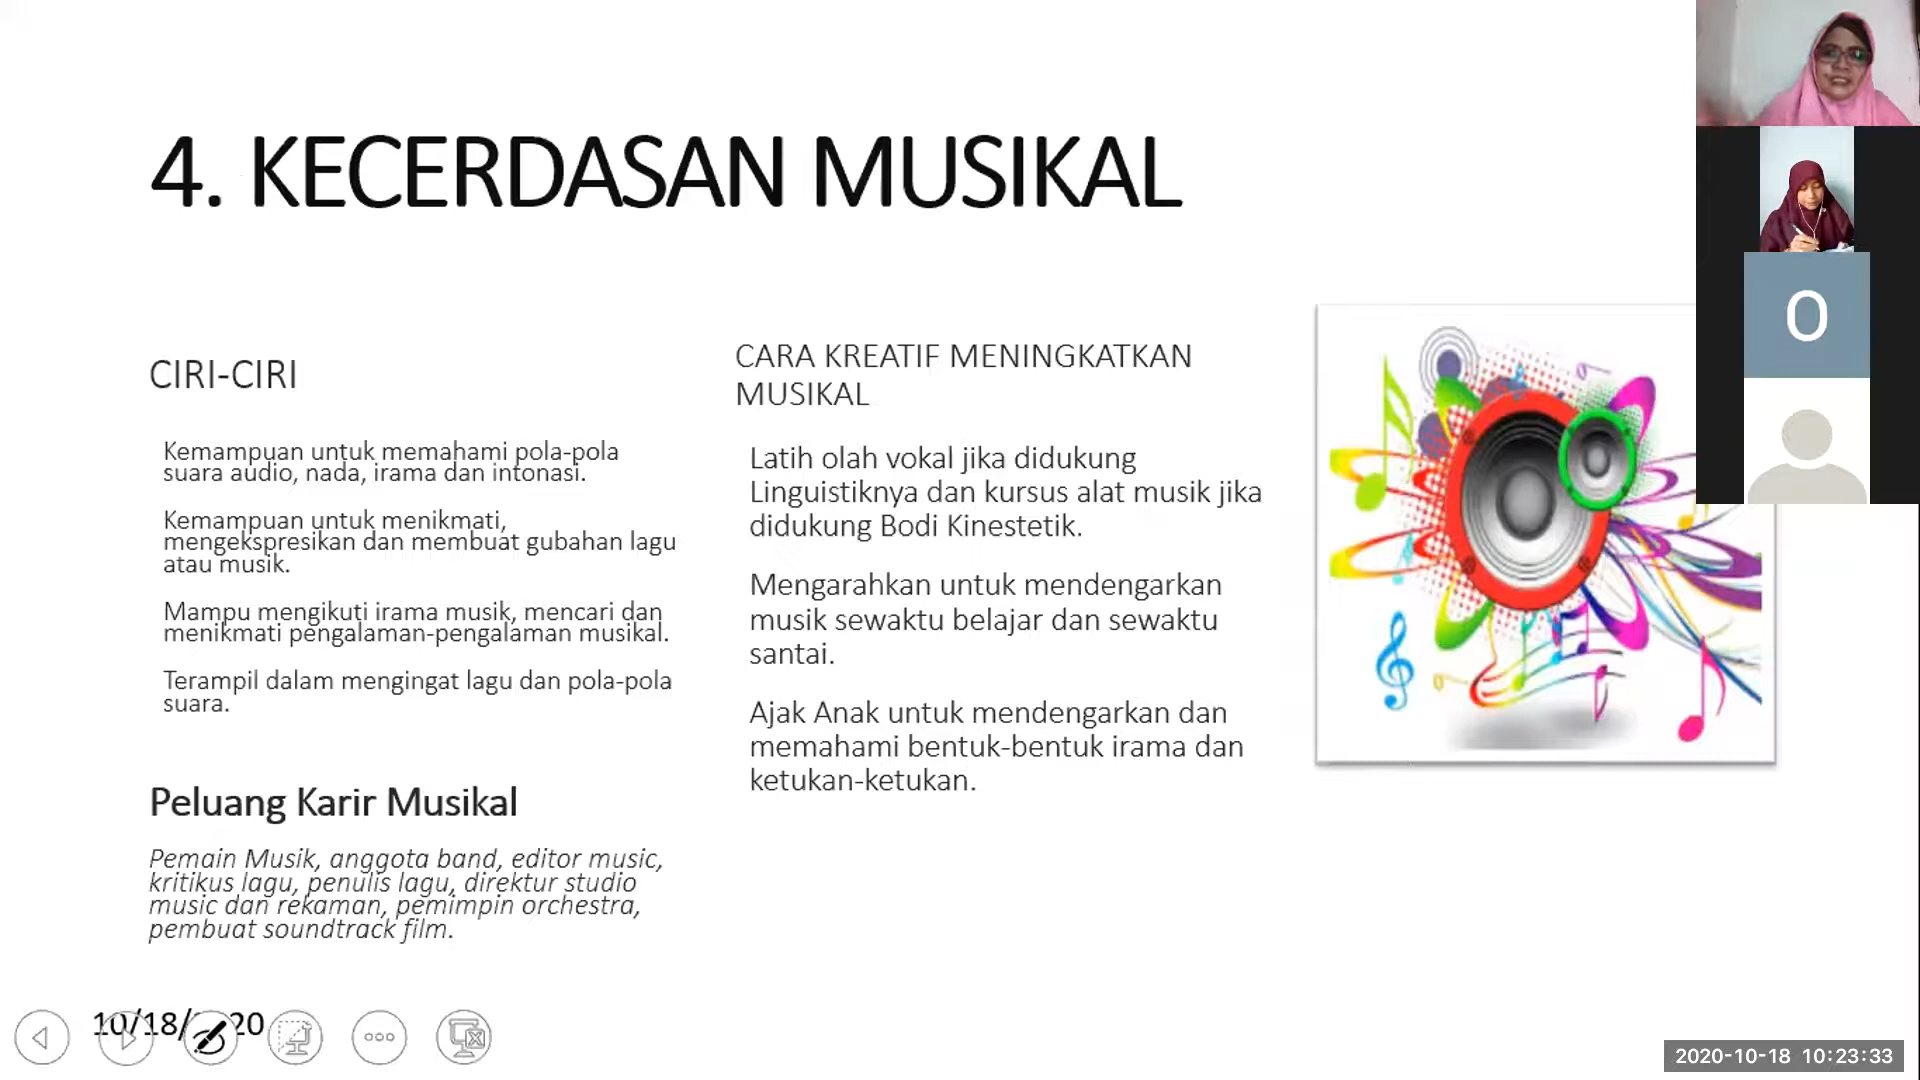 4. KECERDASAN MUSIKAL
CIRI-CIRI
Kemampuan untuk memahami pola-pola
suara audio, nada, irama dan intonasi.
Kemampuan untuk menikmati,
mengekspresikan dan membuat gubahan lagu
atau musik.
Mampu mengikuti irama musik, mencari dan
menikmati pengalaman-pengalaman musikal.
Terampil dalam mengingat lagu dan pola-pola
suara.
Peluang Karir Musikal
Pemain Musik, anggota band, editor music,
kritikus lagu, penulis lagu, direktur studio
music dan rekaman, pemimpin orchestra,
pembuat soundtrack film.
CARA KREATIF MENINGKATKAN
MUSIKAL
Latih olah vokal jika didukung
Linguistiknya dan kursus alat musik jika
didukung Bodi Kinestetik.
Mengarahkan untuk mendengarkan
musik sewaktu belajar dan sewaktu
santai.
Ajak Anak untuk mendengarkan dan
memahami bentuk-bentuk irama dan
ketukan-ketukan.
O
10/18/2020
2020-10-18 10:23:33